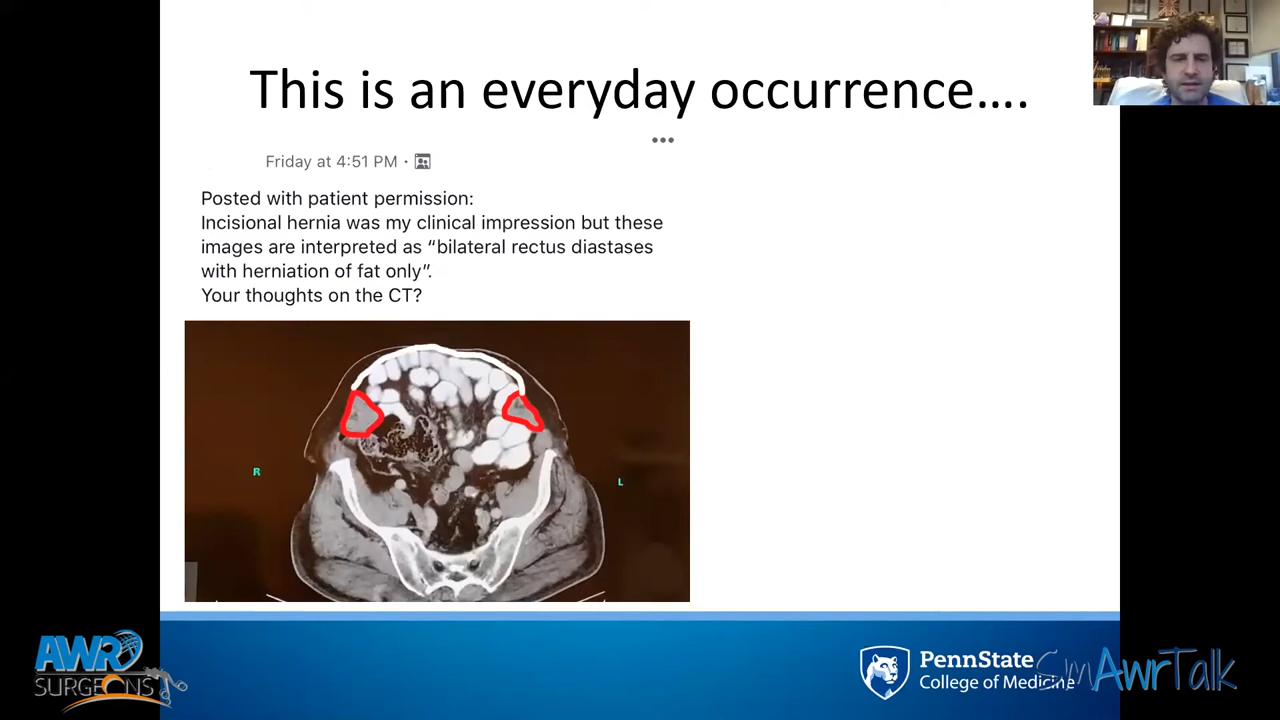 This is an everyday occurrence….
•••
Friday at 4:51 PM ·
Posted with patient permission:
Incisional hernia was my clinical impression but these
images are interpreted as “bilateral rectus diastases
with herniation of fat only”.
Your thoughts on the CT?
R
L
AWR
SURGEONS
PennState
College of Medicine
SmAwrTalk